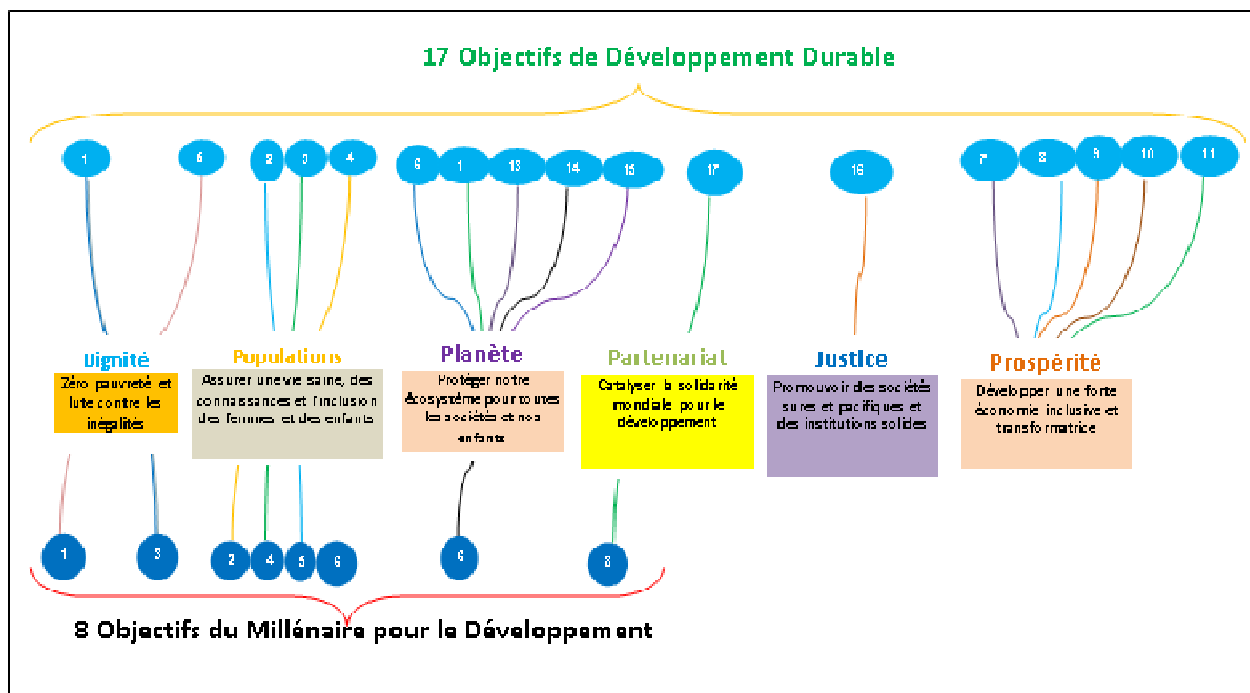 17 Objectifs de Développement Durable
1 2 3 4 6 1 13 14 15 17 16 7 8 9 10 11
Dignité
Zéro pauvreté et
lute contre les
inégalités
Populations
Assurer une vie saine, des
connaissances et l'inclusion
des femmes et des enfants
Planète
Protéger notre
écosystème pour toutes
les sociétés et nos
enfants
Partenariat
Catalyser la solidarité
mondiale pour le
développement
Justice
Promouvoir des sociétés
sures et pacifiques et
des institutions solides
Prospérité
Développer une forte
économie inclusive et
transformatrice
1 3 2 4 5 6 8
8 Objectifs du Millénaire pour le Développement